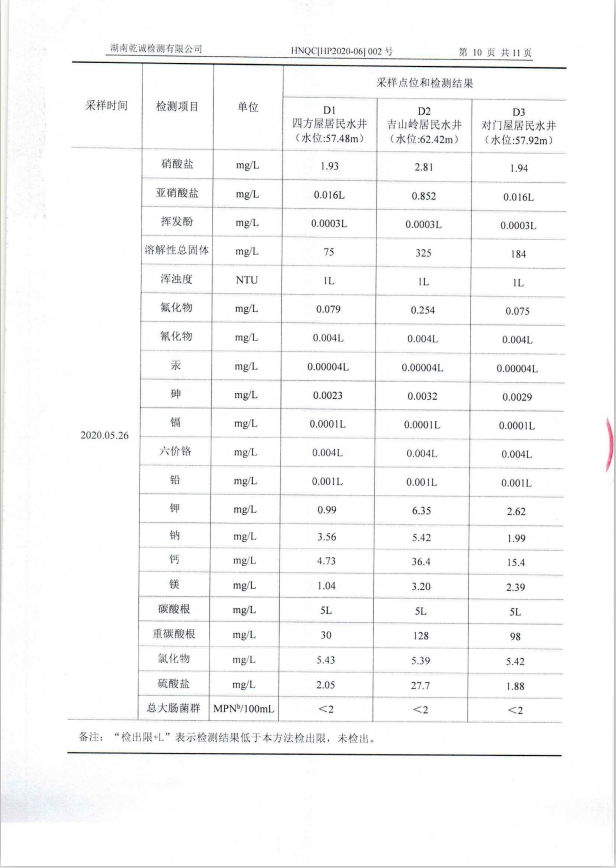 湖南乾诚检测有限公司 HNQC[HP2020-06] 002 号 第 10 页 共 11 页
采样时间 检测项目 单位 采样点位和检测结果
D1 D2 D3
四方屋居民水井 吉山岭居民水井 对门屋居民水井
（水位:57.48m） （水位:62.42m） （水位:57.92m）
硝酸盐 mg/L 1.93 2.81 1.94
亚硝酸盐 mg/L 0.016L 0.852 0.016L
挥发酚 mg/L 0.0003L 0.0003L 0.0003L
溶解性总固体 mg/L 75 325 184
浑浊度 NTU 1L 1L 1L
氟化物 mg/L 0.079 0.254 0.075
氰化物 mg/L 0.004L 0.004L 0.004L
汞 mg/L 0.00004L 0.00004L 0.00004L
砷 mg/L 0.0023 0.0032 0.0029
镉 mg/L 0.0001L 0.0001L 0.0001L
2020.05.26
六价铬 mg/L 0.004L 0.004L 0.004L
铅 mg/L 0.001L 0.001L 0.001L
钾 mg/L 0.99 6.35 2.62
钠 mg/L 3.56 5.42 1.99
钙 mg/L 4.73 36.4 15.4
镁 mg/L 1.04 3.20 2.39
碳酸根 mg/L 5L 5L 5L
重碳酸根 mg/L 30 128 98
氯化物 mg/L 5.43 5.39 5.42
硫酸盐 mg/L 2.05 27.7 1.88
总大肠菌群 MPNᵇ/100mL ＜2 ＜2 ＜2
备注：“检出限+L”表示检测结果低于本方法检出限，未检出。